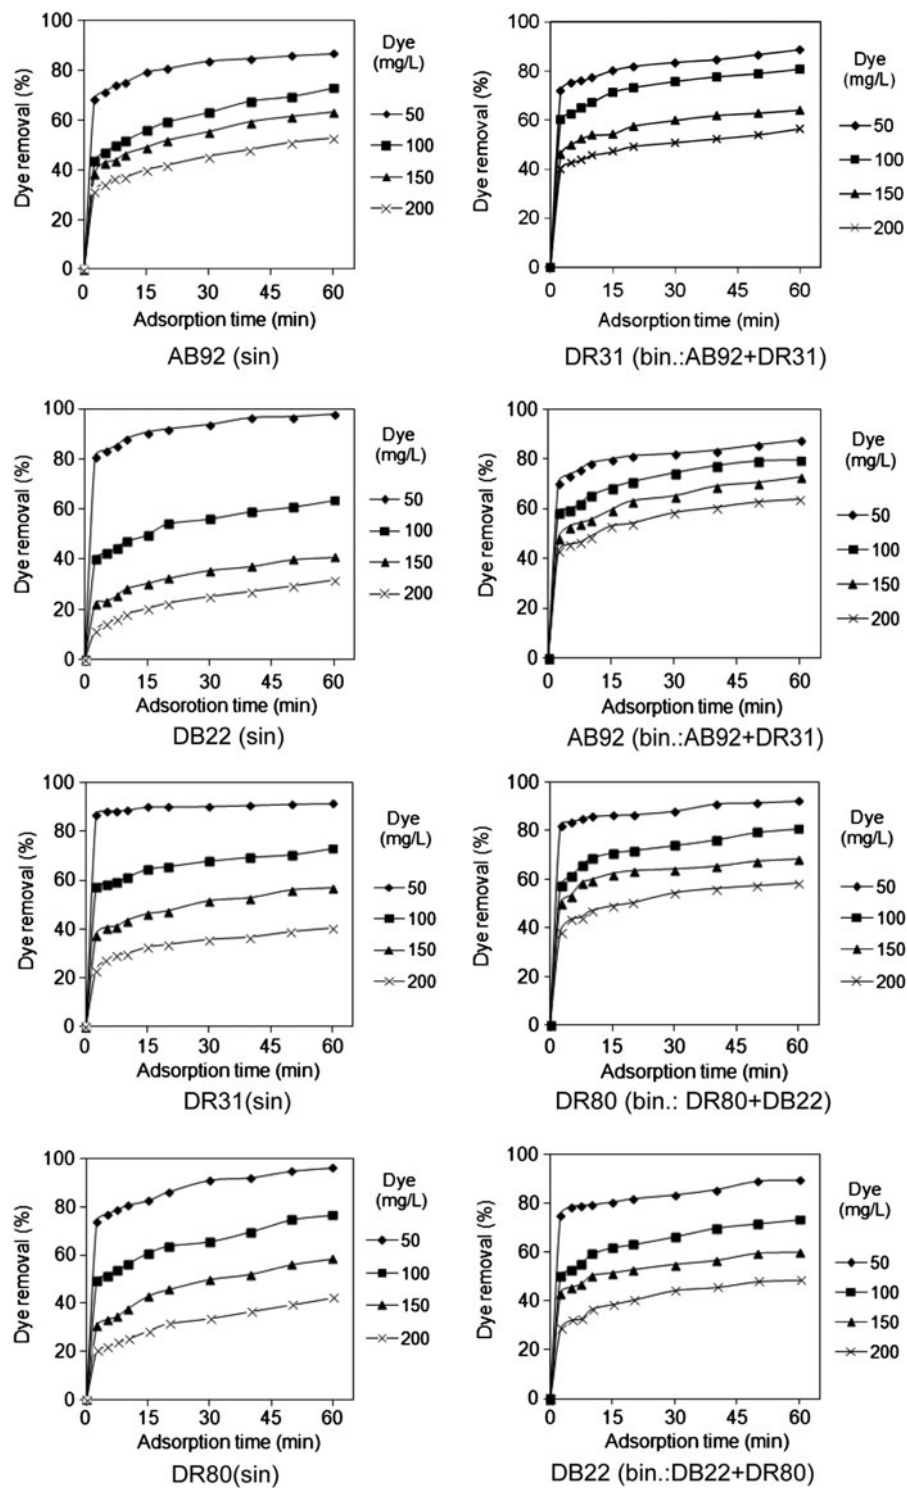 Dye removal (%)
100
80
60
40
20
0
0 15 30 45 60
Adsorption time (min)
Dye
(mg/L)
50
100
150
200
AB92 (sin)
Dye removal (%)
100
80
60
40
20
0
0 15 30 45 60
Adsorption time (min)
Dye
(mg/L)
50
100
150
200
DR31 (bin.:AB92+DR31)
Dye removal (%)
100
80
60
40
20
0
0 15 30 45 60
Adsorotion time (min)
Dye
(mg/L)
50
100
150
200
DB22 (sin)
Dye removal (%)
100
80
60
40
20
0
0 15 30 45 60
Adsorption time (min)
Dye
(mg/L)
50
100
150
200
AB92 (bin.:AB92+DR31)
Dye removal (%)
100
80
60
40
20
0
0 15 30 45 60
Adsorption time (min)
Dye
(mg/L)
50
100
150
200
DR31(sin)
Dye removal (%)
100
80
60
40
20
0
0 15 30 45 60
Adsorption time (min)
Dye
(mg/L)
50
100
150
200
DR80 (bin.: DR80+DB22)
Dye removal (%)
100
80
60
40
20
0
0 15 30 45 60
Adsorption time (min)
Dye
(mg/L)
50
100
150
200
DR80(sin)
Dye removal (%)
100
80
60
40
20
0
0 15 30 45 60
Adsorption time (min)
Dye
(mg/L)
50
100
150
200
DB22 (bin.:DB22+DR80)